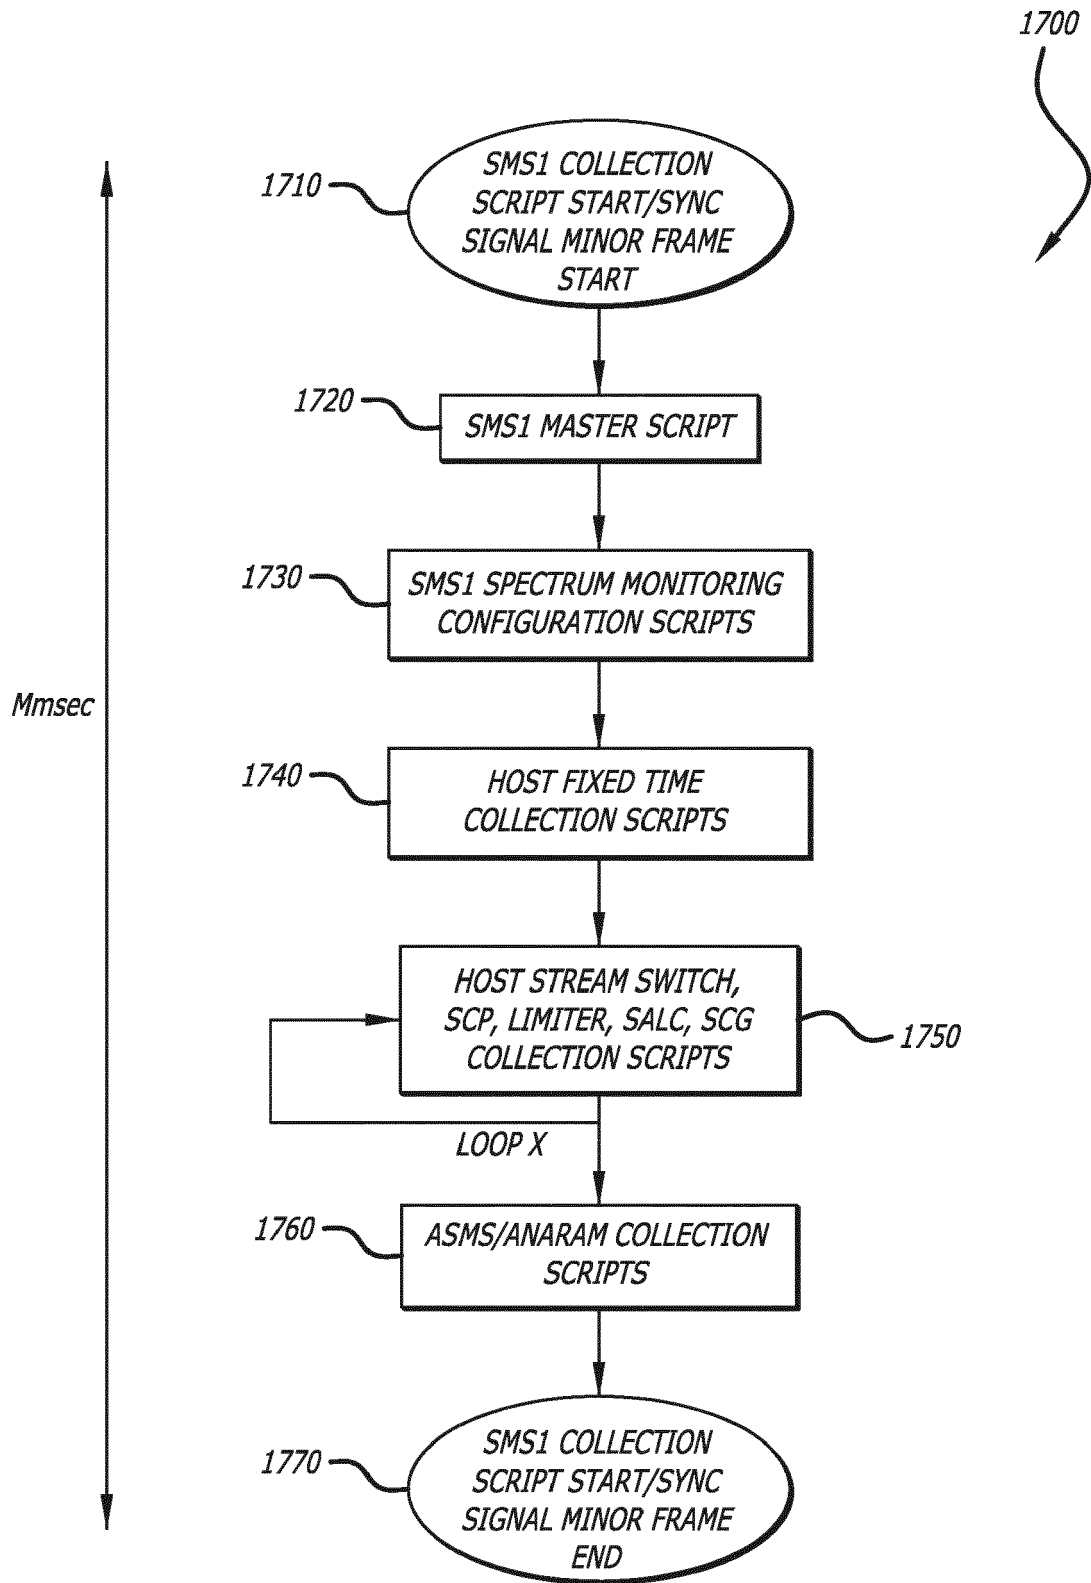 1700
1710
SMS1 COLLECTION
SCRIPT START/SYNC
SIGNAL MINOR FRAME
START
1720
SMS1 MASTER SCRIPT
1730
SMS1 SPECTRUM MONITORING
CONFIGURATION SCRIPTS
Mmsec
1740
HOST FIXED TIME
COLLECTION SCRIPTS
HOST STREAM SWITCH,
SCP, LIMITER, SALC, SCG
COLLECTION SCRIPTS
1750
LOOP X
1760
ASMS/ANARAM COLLECTION
SCRIPTS
1770
SMS1 COLLECTION
SCRIPT START/SYNC
SIGNAL MINOR FRAME
END